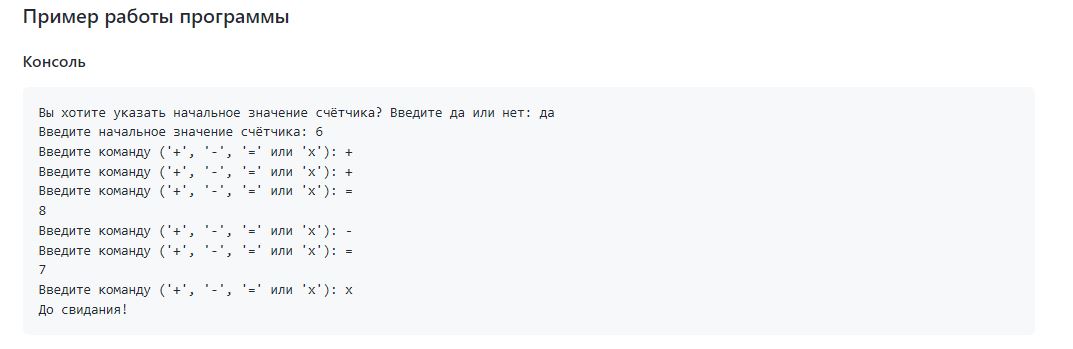 Пример работы программы
Консоль
Вы хотите указать начальное значение счётчика? Введите да или нет: да
Введите начальное значение счётчика: 6
Введите команду ('+', '-', '=' или 'x'): +
Введите команду ('+', '-', '=' или 'x'): +
Введите команду ('+', '-', '=' или 'x'): =
8
Введите команду ('+', '-', '=' или 'x'): -
Введите команду ('+', '-', '=' или 'x'): =
7
Введите команду ('+', '-', '=' или 'x'): x
До свидания!